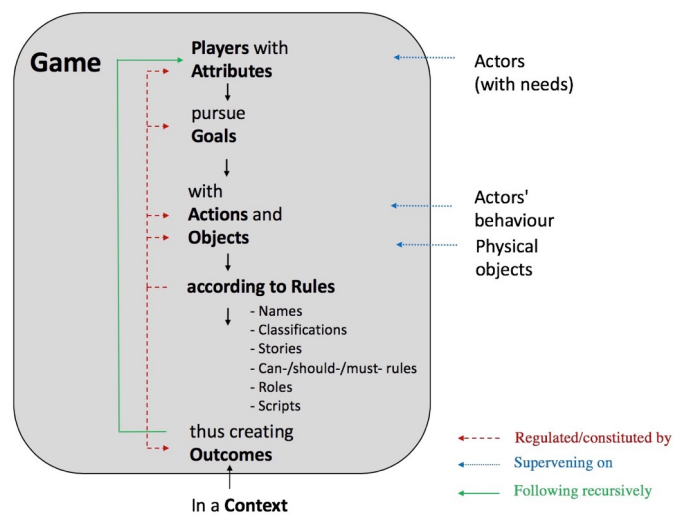 Game
Players with
Attributes
pursue
Goals
with
Actions and
Objects
according to Rules
- Names
- Classifications
- Stories
- Can-/should-/must- rules
- Roles
- Scripts
thus creating
Outcomes
In a Context
Actors
(with needs)
Actors'
behaviour
Physical
objects
Regulated/constituted by
Supervening on
Following recursively